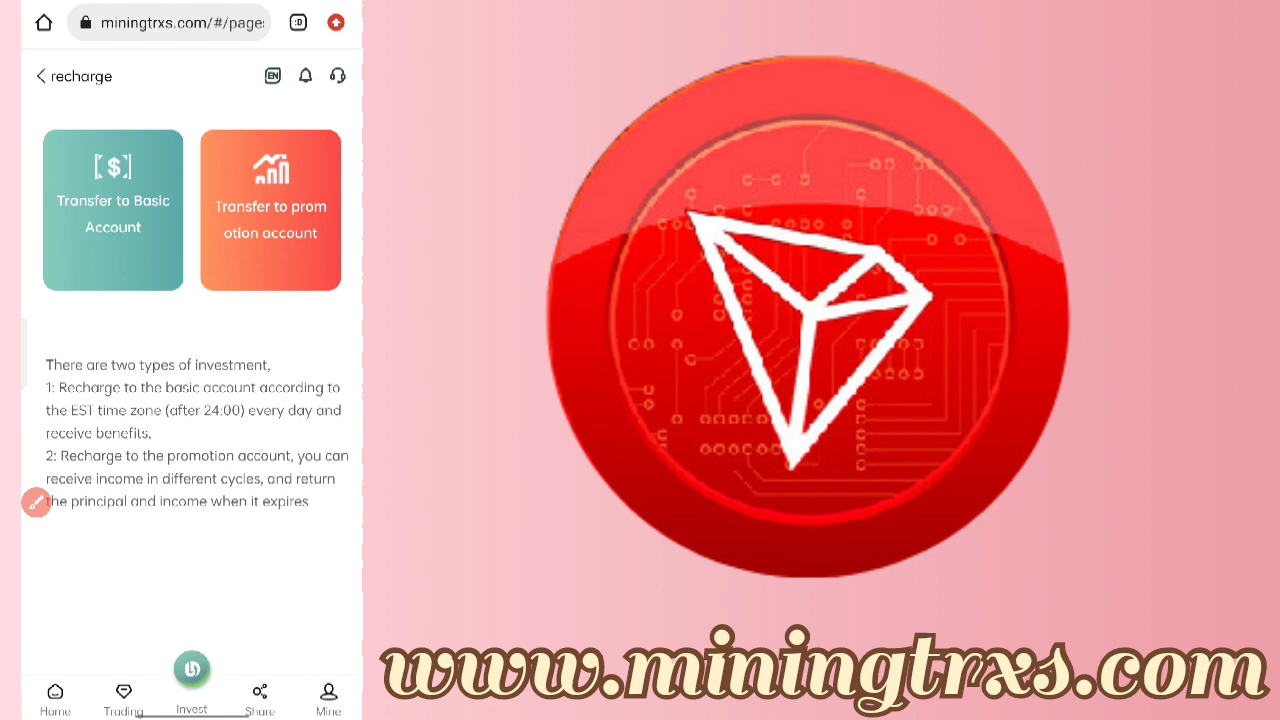 miningtrxs.com/#/page
:D
recharge
EN
$
Transfer to Basic
Account
Transfer to prom
otion account
There are two types of investment,
1: Recharge to the basic account according to
the EST time zone (after 24:00) every day and
receive benefits,
2: Recharge to the promotion account, you can
receive income in different cycles, and return
the principal and income when it expires
Home
Trading
Invest
Share
Mine
www.miningtrxs.com